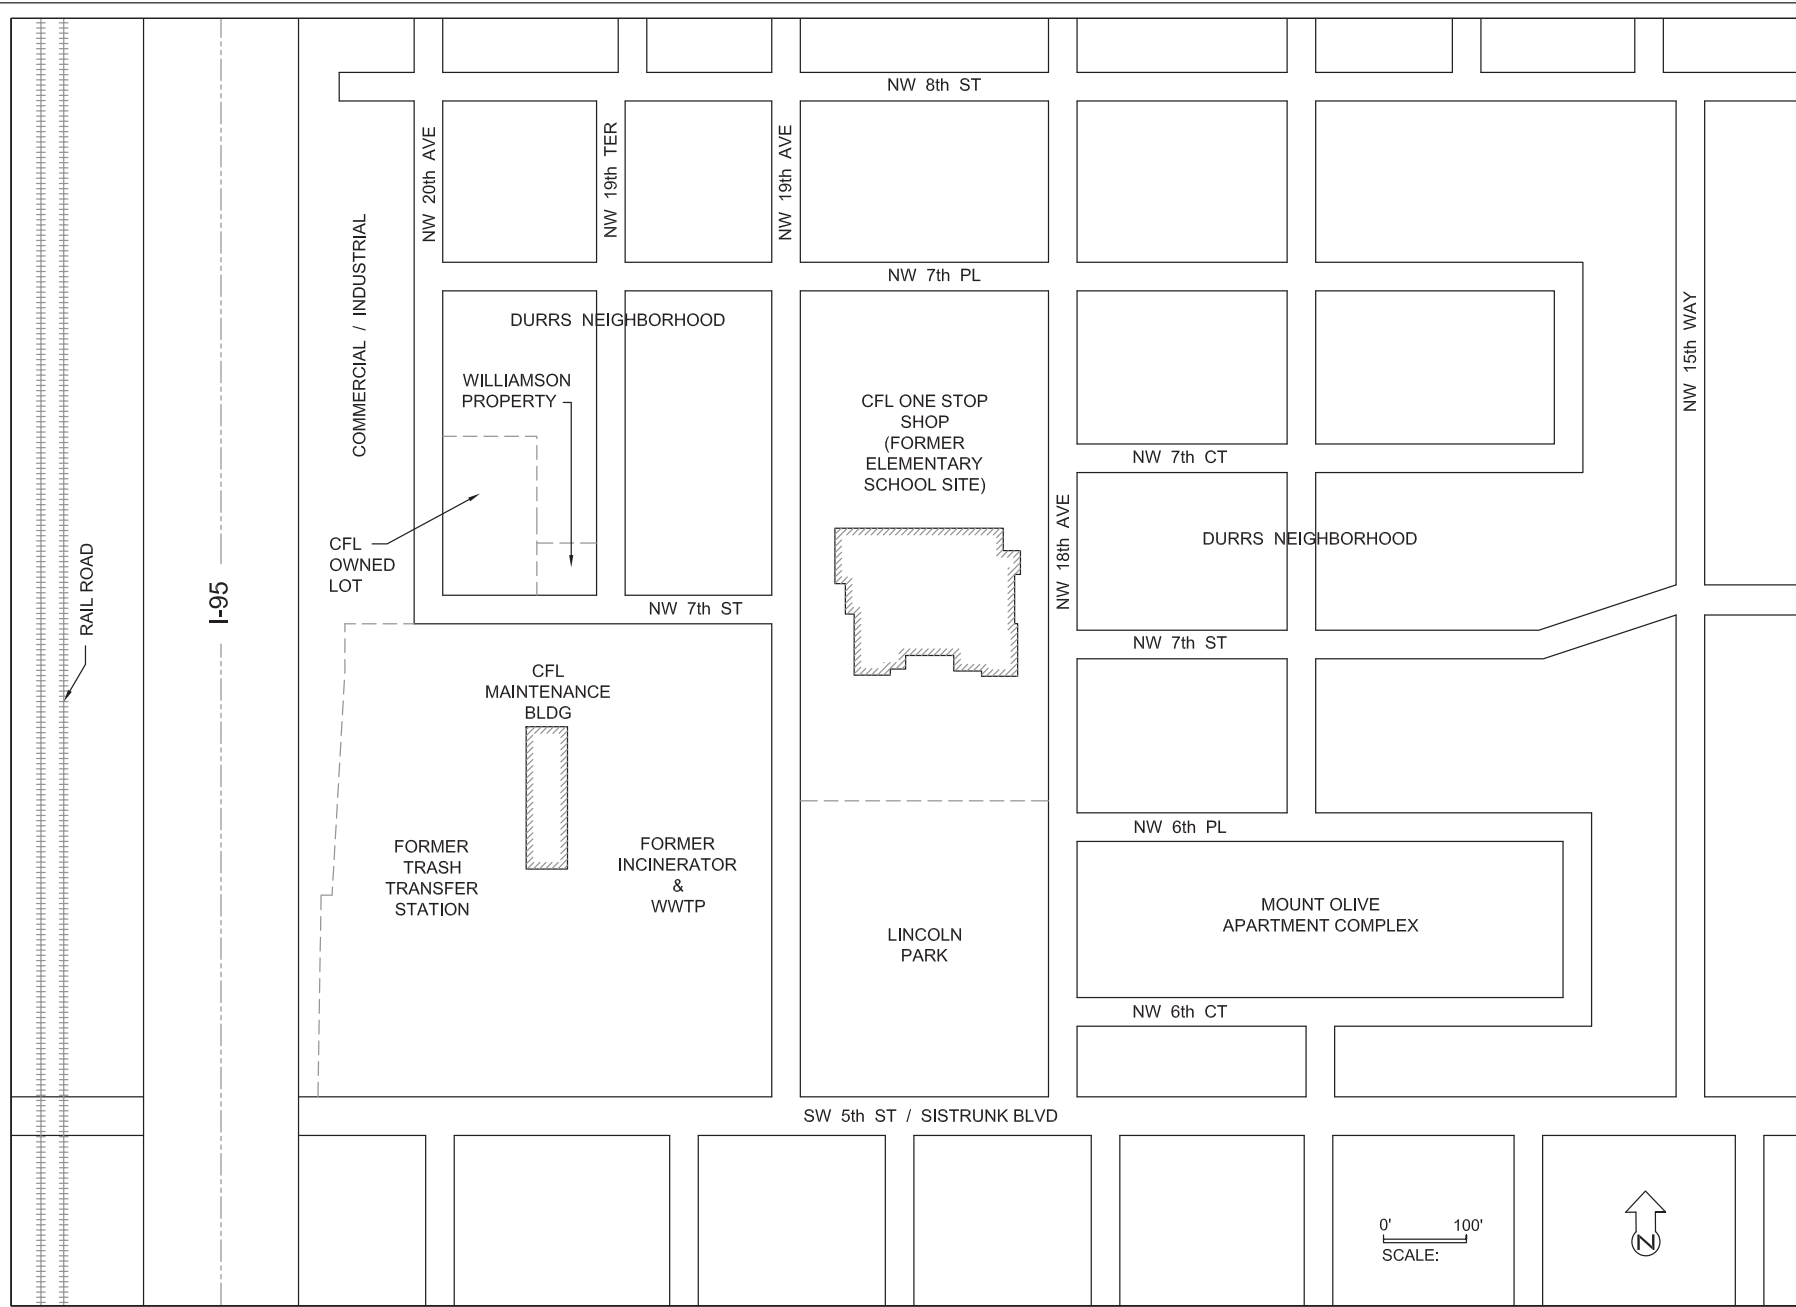 NW 8th ST
NW 20th AVE
NW 19th TER
NW 19th AVE
COMMERCIAL / INDUSTRIAL
NW 7th PL
DURRS NEIGHBORHOOD
NW 15th WAY
WILLIAMSON
PROPERTY
CFL ONE STOP
SHOP
(FORMER
ELEMENTARY
SCHOOL SITE)
NW 7th CT
NW 18th AVE
DURRS NEIGHBORHOOD
CFL
OWNED
LOT
RAIL ROAD
I-95
NW 7th ST
NW 7th ST
CFL
MAINTENANCE
BLDG
NW 6th PL
FORMER
TRASH
TRANSFER
STATION
FORMER
INCINERATOR
&
WWTP
MOUNT OLIVE
APARTMENT COMPLEX
LINCOLN
PARK
NW 6th CT
SW 5th ST / SISTRUNK BLVD
0' 100'
SCALE:
N